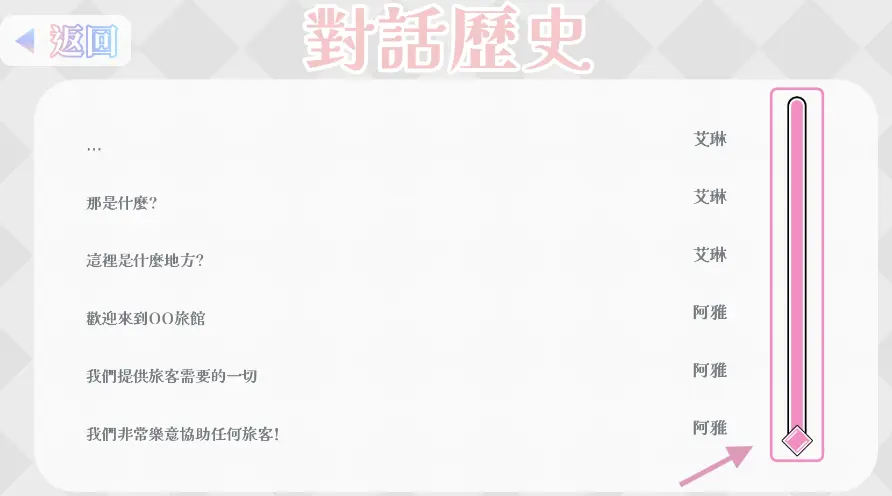 返回
對話歷史
... 艾琳
那是什麼? 艾琳
這裡是什麼地方? 艾琳
歡迎來到OO旅館 阿雅
我們提供旅客需要的一切 阿雅
我們非常樂意協助任何旅客! 阿雅